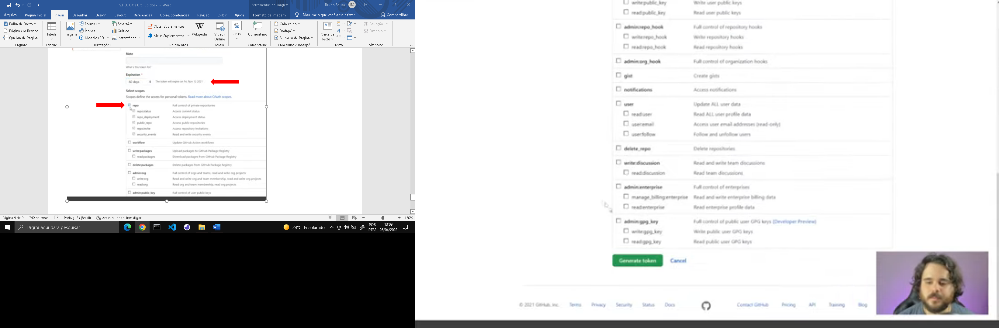 S.F.D. Git e GitHub.docx - Word
Ferramentas de Imagem
Bruno Souza
BS
Arquivo
Página Inicial
Inserir
Desenhar
Design
Layout
Referências
Correspondências
Revisão
Exibir
Ajuda
Formato de Imagem
Diga-me o que você deseja fazer
Compartilhar
Folha de Rosto
Página em Branco
Quebra de Página
Páginas
Tabela
Tabelas
Imagens
Formas
Ícones
Modelos 3D
SmartArt
Gráfico
Instantâneo
Ilustrações
Obter Suplementos
Meus Suplementos
W
Wikipedia
Suplementos
Vídeos
Online
Mídia
Links
Comentário
Comentários
Cabeçalho
Rodapé
Número de Página
Cabeçalho e Rodapé
Caixa de
Texto
Texto
Equação
Símbolo
Símbolos
Note
What's this token for?
Expiration *
60 days
The token will expire on Fri, Nov 12 2021
Select scopes
Scopes define the access for personal tokens. Read more about OAuth scopes.
repo Full control of private repositories
repo:status Access commit status
repo_deployment Access deployment status
public_repo Access public repositories
repo:invite Access repository invitations
security_events Read and write security events
workflow Update GitHub Action workflows
write:packages Upload packages to GitHub Package Registry
read:packages Download packages from GitHub Package Registry
delete:packages Delete packages from GitHub Package Registry
admin:org Full control of orgs and teams, read and write org projects
write:org Read and write org and team membership, read and write org projects
read:org Read org and team membership, read org projects
admin:public_key Full control of user public keys
Página 9 de 9
740 palavras
Português (Brasil)
Acessibilidade: investigar
130%
Digite aqui para pesquisar
24°C Ensolarado
POR
PTB2
13:09
26/04/2022
write:public_key Write user public keys
read:public_key Read user public keys
admin:repo_hook Full control of repository hooks
write:repo_hook Write repository hooks
read:repo_hook Read repository hooks
admin:org_hook Full control of organization hooks
gist Create gists
notifications Access notifications
user Update ALL user data
read:user Read ALL user profile data
user:email Access user email addresses (read-only)
user:follow Follow and unfollow users
delete_repo Delete repositories
write:discussion Read and write team discussions
read:discussion Read team discussions
admin:enterprise Full control of enterprises
manage_billing:enterprise Read and write enterprise billing data
read:enterprise Read enterprise profile data
admin:gpg_key Full control of public user GPG keys (Developer Preview)
write:gpg_key Write public user GPG keys
read:gpg_key Read public user GPG keys
Generate token
Cancel
© 2021 GitHub, Inc.
Terms
Privacy
Security
Status
Docs
Contact GitHub
Pricing
API
Training
Blog